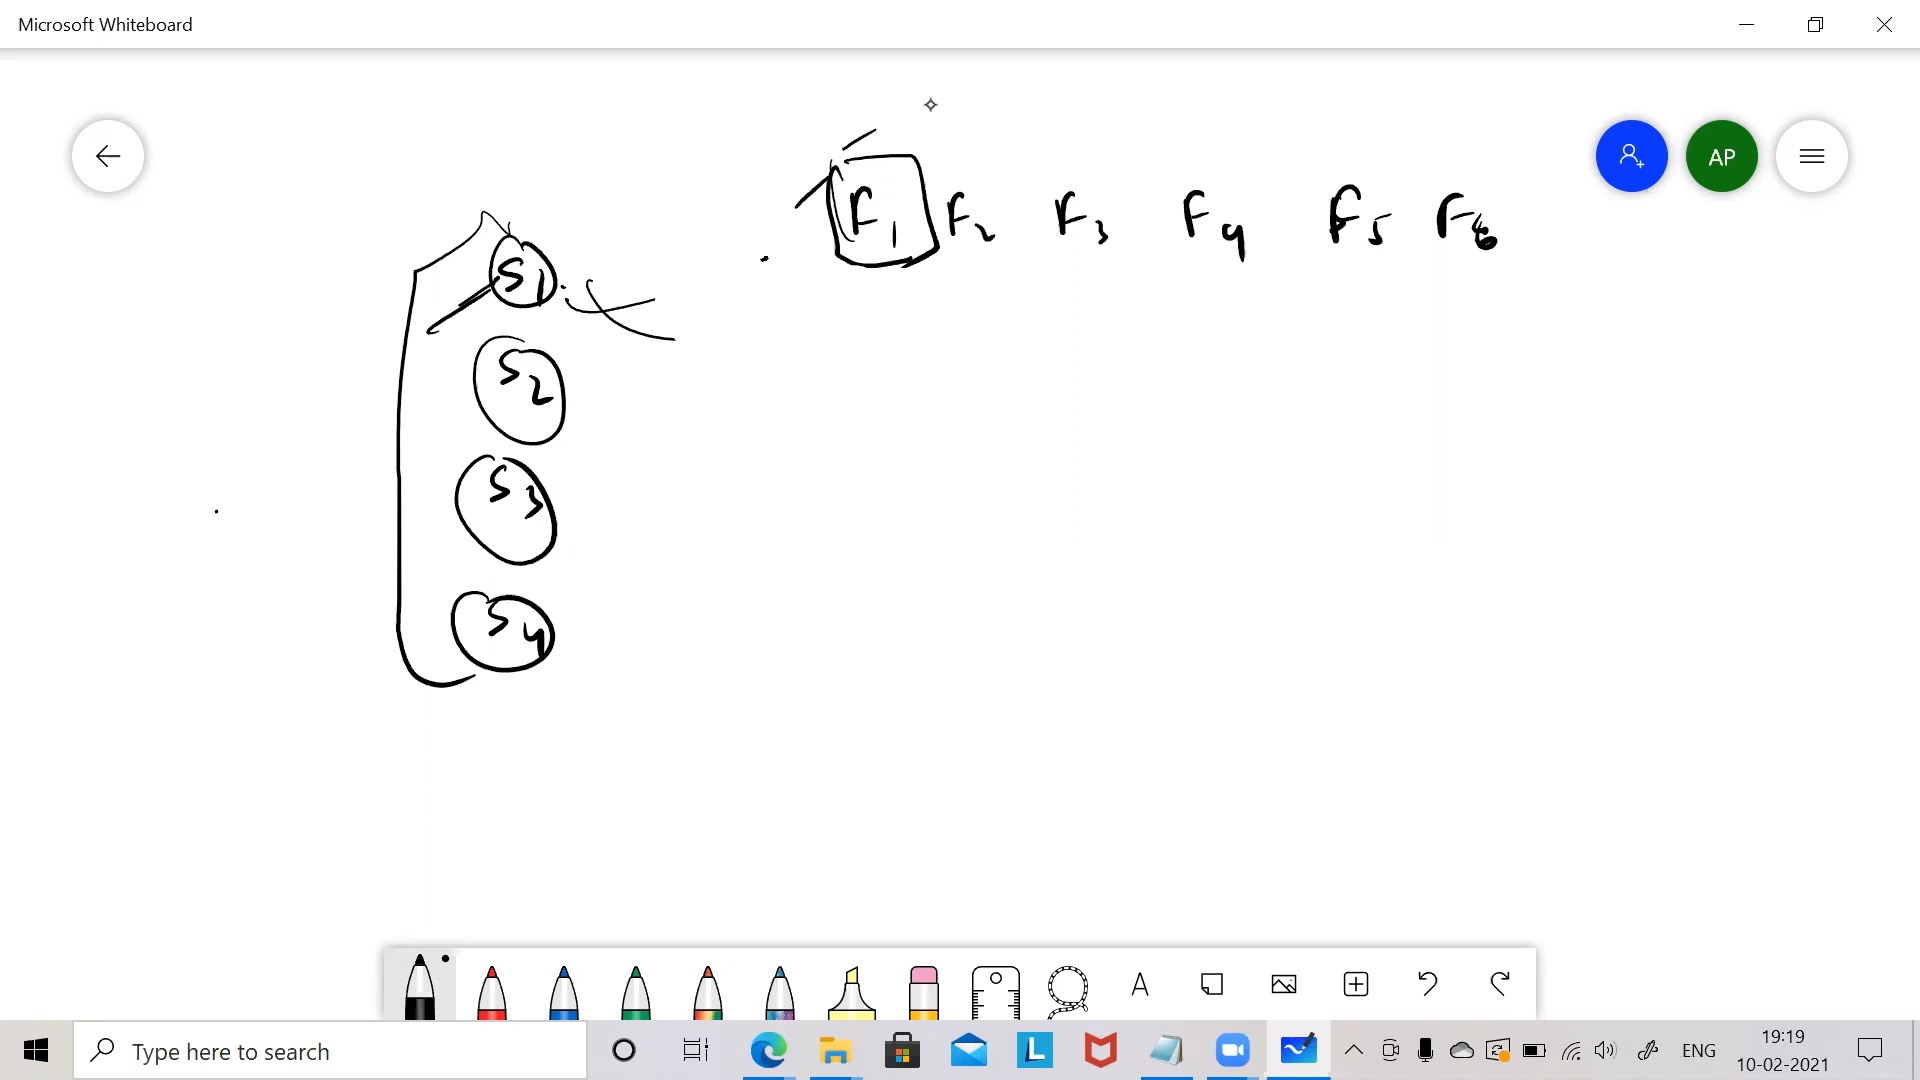 Microsoft Whiteboard
AP
F1 F2 F3 F4 F5 F6
S1
S2
S3
S4
A
Type here to search
L
ENG
19:19
10-02-2021